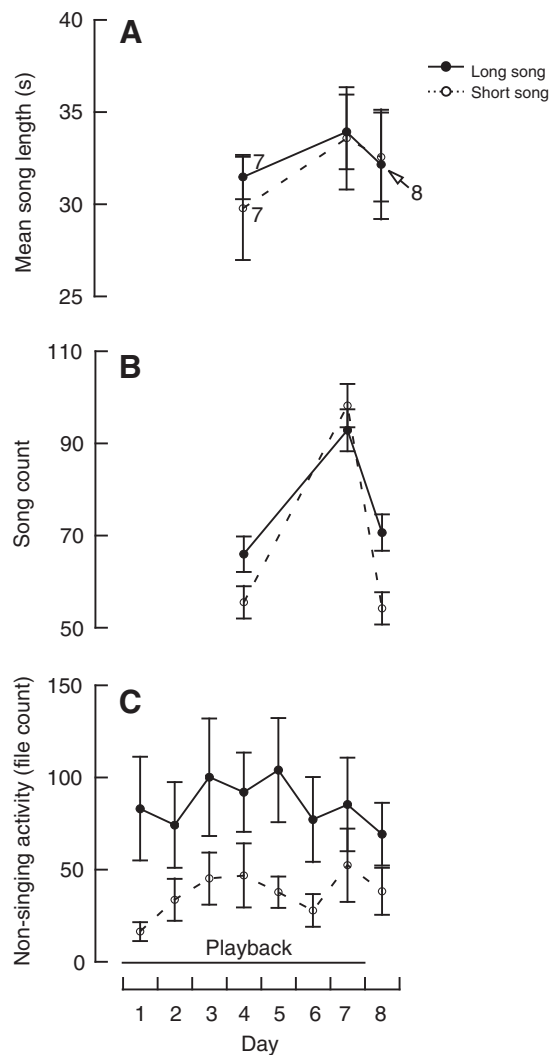 A
40
35
30
25
Mean song length (s)
7
7
8
Long song
Short song
B
110
90
70
50
Song count
C
150
100
50
0
Non-singing activity (file count)
Playback
1 2 3 4 5 6 7 8
Day